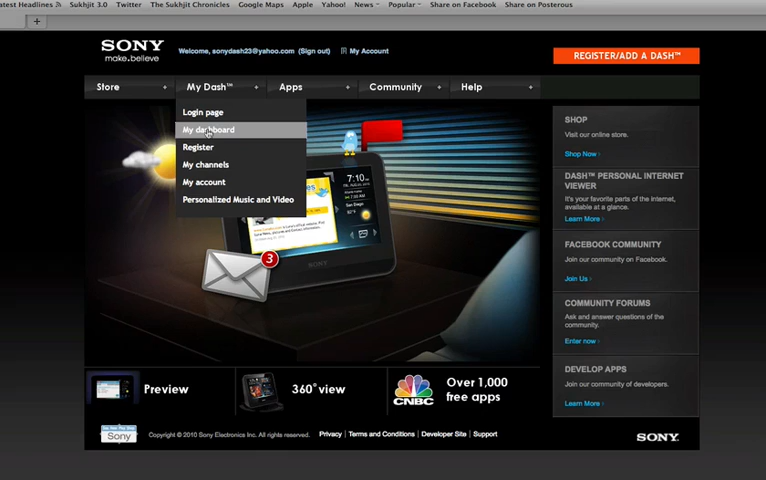 atest Headlines
Sukhjit 3.0
The Sukhjit Chronicles
Google Maps
Apple
Yahoo!
News
Popular
Share on Facebook
Share on Posterous
SONY
make.believe
Welcome, sonydash23@yahoo.com (Sign out)
My Account
REGISTER/ADD A DASH™
Store +
My Dash™ +
Apps +
Community +
Help +
Login page
My dashboard
Register
My channels
My account
Personalized Music and Video
7:10
San Diego
SONY
3
SHOP
Visit our online store.
Shop Now ›
DASH™ PERSONAL INTERNET
VIEWER
It's your favorite parts of the internet,
available at a glance.
Learn More ›
FACEBOOK COMMUNITY
Join our community on Facebook.
Join Us ›
COMMUNITY FORUMS
Ask and answer questions of the
community.
Enter now ›
DEVELOP APPS
Join our community of developers.
Learn More ›
Preview
360° view
CNBC
Over 1,000
free apps
Sony
Copyright © 2010 Sony Electronics Inc. All rights reserved.
Privacy | Terms and Conditions | Developer Site | Support
SONY